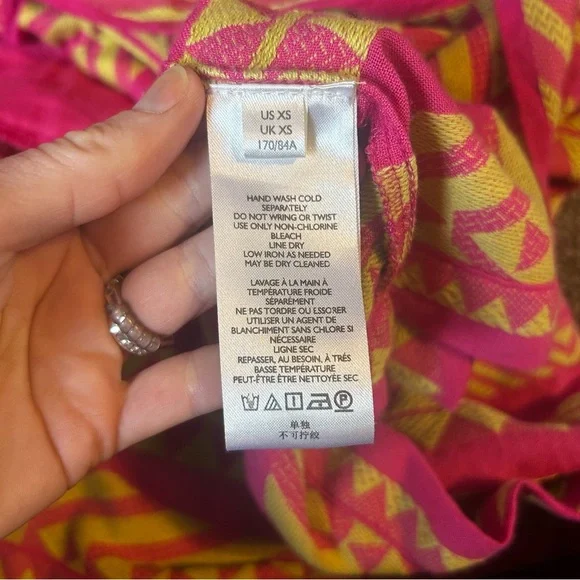 US XS
UK XS
170/84A
HAND WASH COLD
SEPARATELY
DO NOT WRING OR TWIST
USE ONLY NON-CHLORINE
BLEACH
LINE DRY
LOW IRON AS NEEDED
MAY BE DRY CLEANED
LAVAGE À LA MAIN À
TEMPÉRATURE FROIDE
SÉPARÉMENT
NE PAS TORDRE OU ESSORER
UTILISER UN AGENT DE
BLANCHIMENT SANS CHLORE SI
NÉCESSAIRE
LIGNE SEC
REPASSER, AU BESOIN, À TRÈS
BASSE TEMPÉRATURE
PEUT-ÊTRE ÊTRE NETTOYÉE SEC
P
单独
不可拧绞